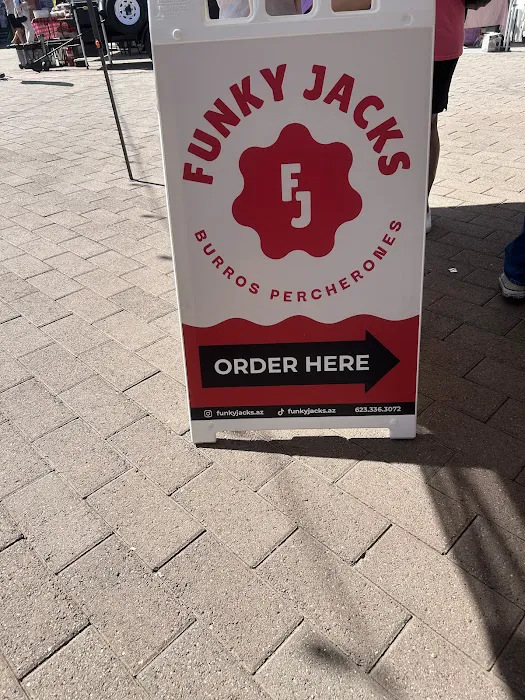 FUNKY JACKS
FJ
BURROS PERCHERONES
ORDER HERE
funkyjacks.az funkyjacks.az 623.336.3072